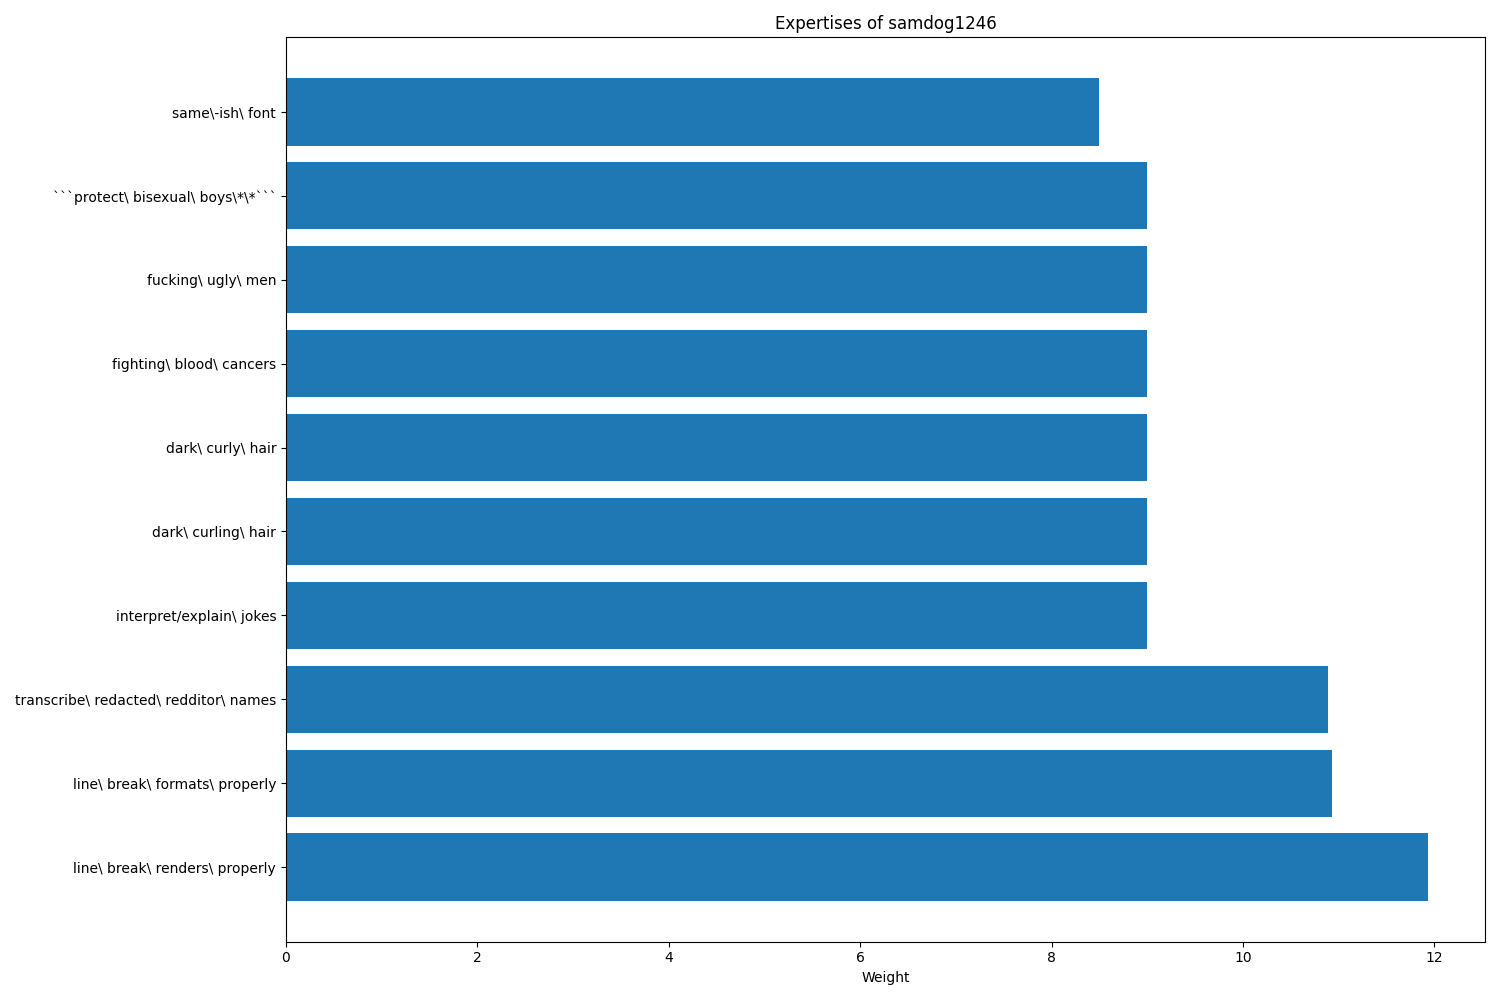 Expertises of samdog1246
same\-ish\ font
```protect\ bisexual\ boys\*\*```
fucking\ ugly\ men
fighting\ blood\ cancers
dark\ curly\ hair
dark\ curling\ hair
interpret/explain\ jokes
transcribe\ redacted\ redditor\ names
line\ break\ formats\ properly
line\ break\ renders\ properly
0 2 4 6 8 10 12
Weight